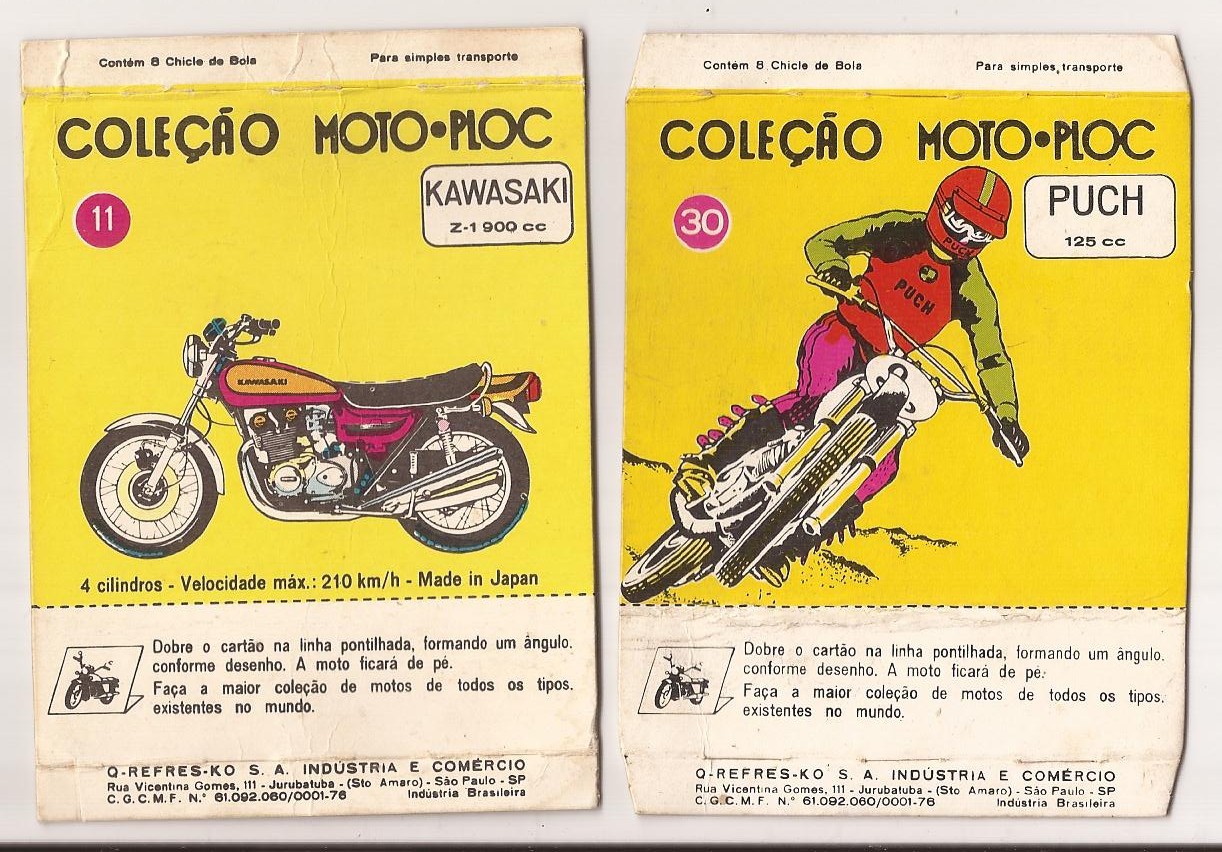 Contém 8 Chicle de Bola Para simples transporte
COLEÇÃO MOTO•PLOC
11
KAWASAKI
Z-1 900 cc
KAWASAKI
4 cilindros - Velocidade máx.: 210 km/h - Made in Japan
Dobre o cartão na linha pontilhada, formando um ângulo.
conforme desenho. A moto ficará de pé.
Faça a maior coleção de motos de todos os tipos.
existentes no mundo.
Q-REFRES-KO S. A. INDÚSTRIA E COMÉRCIO
Rua Vicentina Gomes, 111 - Jurubatuba - (Sto Amaro) - São Paulo - SP
C.G.C.M.F. N.º 61.092.060/0001-76 Indústria Brasileira
Contém 8 Chicle de Bola Para simples transporte
COLEÇÃO MOTO•PLOC
30
PUCH
125 cc
PUCH
PUCH
Dobre o cartão na linha pontilhada, formando um ângulo.
conforme desenho. A moto ficará de pé.
Faça a maior coleção de motos de todos os tipos.
existentes no mundo.
Q-REFRES-KO S. A. INDÚSTRIA E COMÉRCIO
Rua Vicentina Gomes, 111 - Jurubatuba - (Sto Amaro) - São Paulo - SP
C.G.C.M.F. N.º 61.092.060/0001-76 Indústria Brasileira